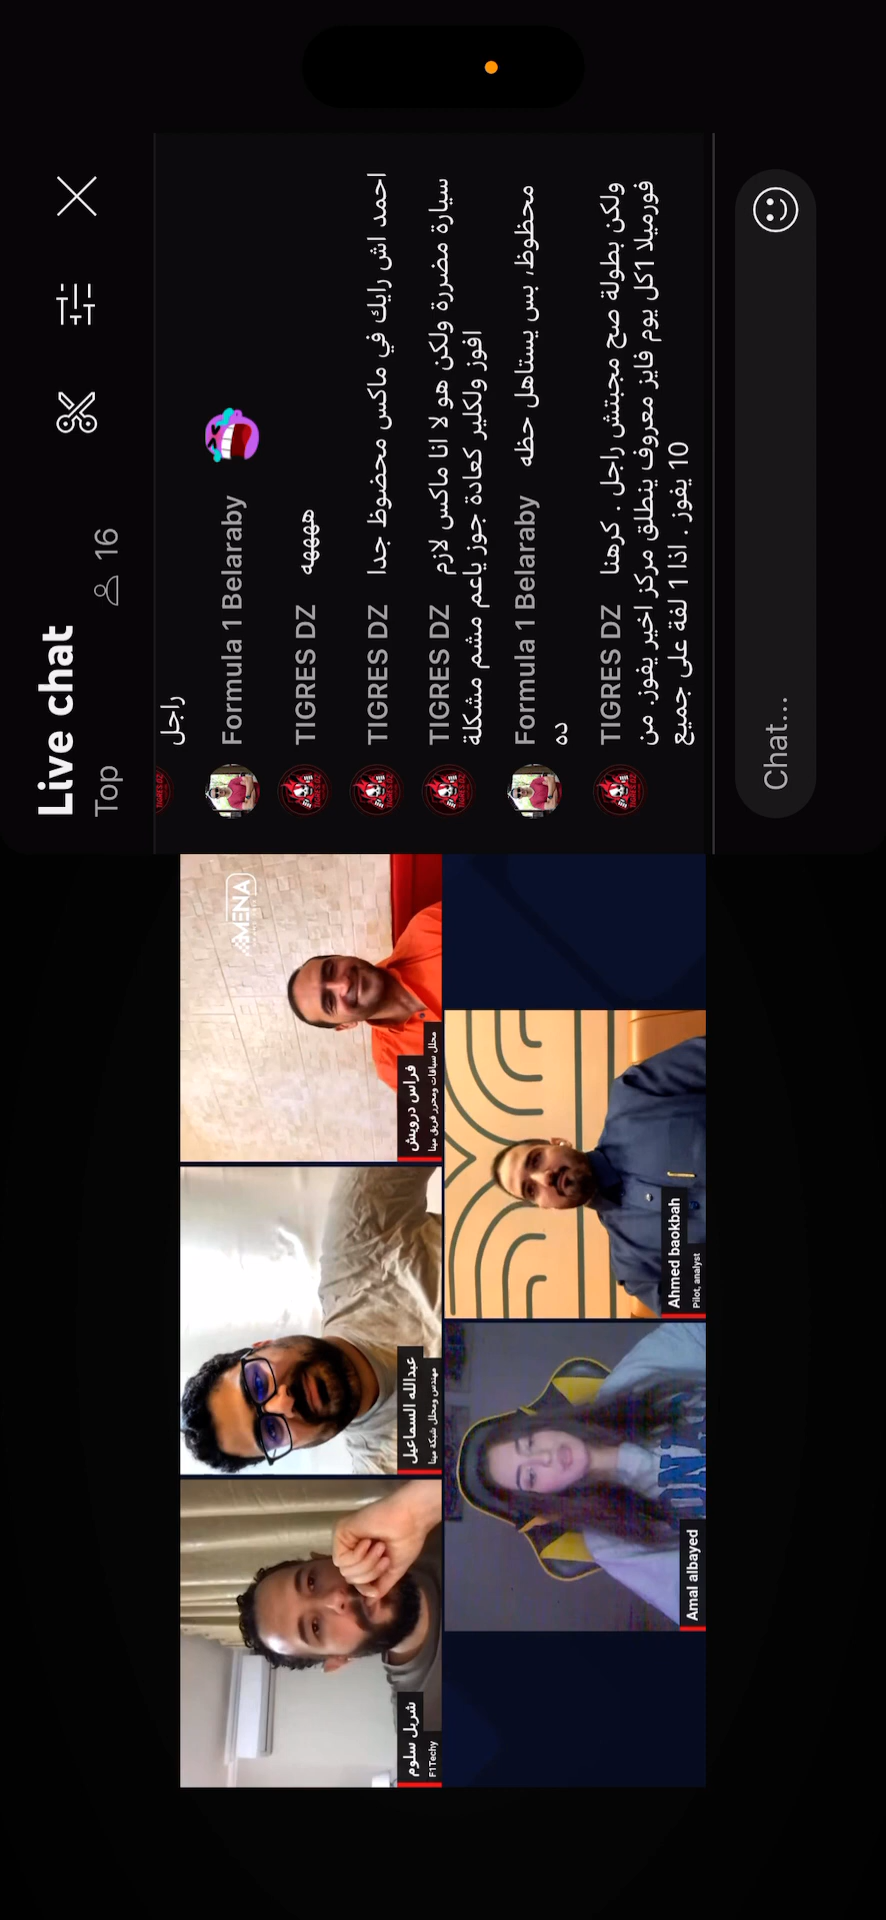 Live chat
Top
16
راجل
Formula 1 Belaraby
TIGRES DZ ههههه
TIGRES DZ احمد اش رايك في ماكس محضوظ جدا
TIGRES DZ سيارة مضررة ولكن هو لا انا ماكس لازم
افوز ولكلير كعادة جوز ياعم مشم مشكلة
Formula 1 Belaraby محظوظ، بس يستاهل حظه
ده
TIGRES DZ ولكن بطولة صح مجبتش راجل . كرهنا
فورميلا 1كل يوم فايز معروف ينطلق مركز اخير يفوز. من
10 يفوز . اذا 1 لفة على جميع
Chat...
شربل سلوم
F1Techy
عبدالله السماعيل
مهندس ومحلل شبكة مينا
MENA
فراس درويش
محلل سباقات ومحرر فريق مينا
Amal albayed
Ahmed baokbah
Pilot, analyst